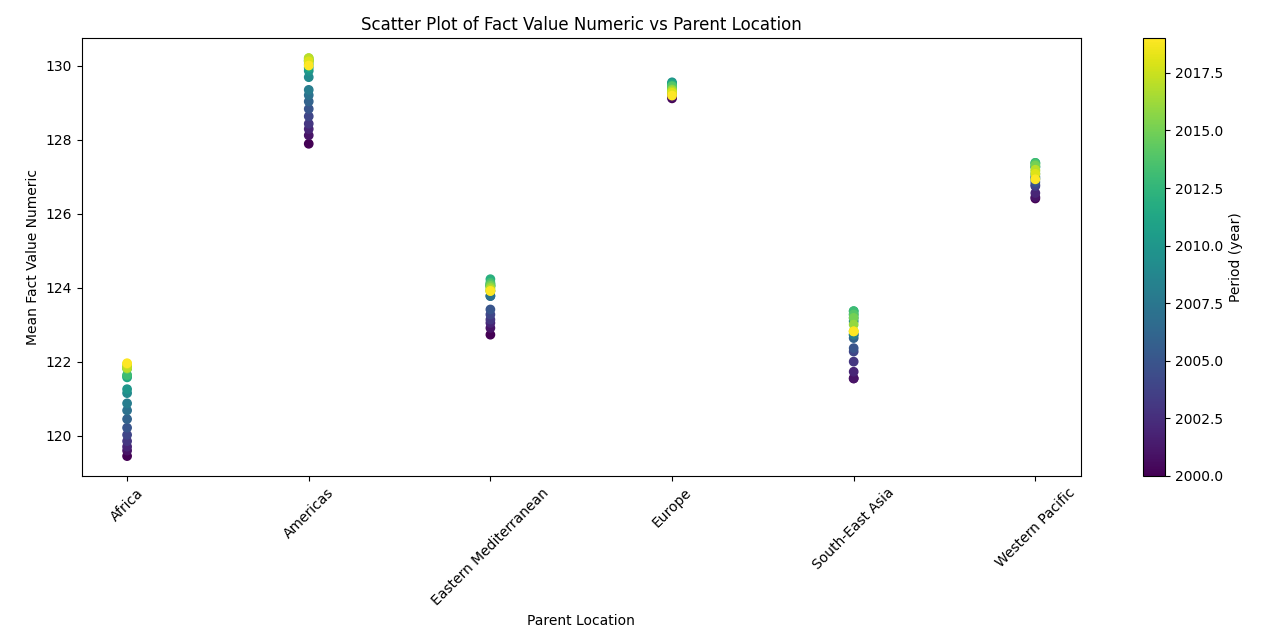 Scatter Plot of Fact Value Numeric vs Parent Location
Mean Fact Value Numeric
130
128
126
124
122
120
Africa
Americas
Eastern Mediterranean
Europe
South-East Asia
Western Pacific
Parent Location
2017.5
2015.0
2012.5
2010.0
2007.5
2005.0
2002.5
2000.0
Period (year)